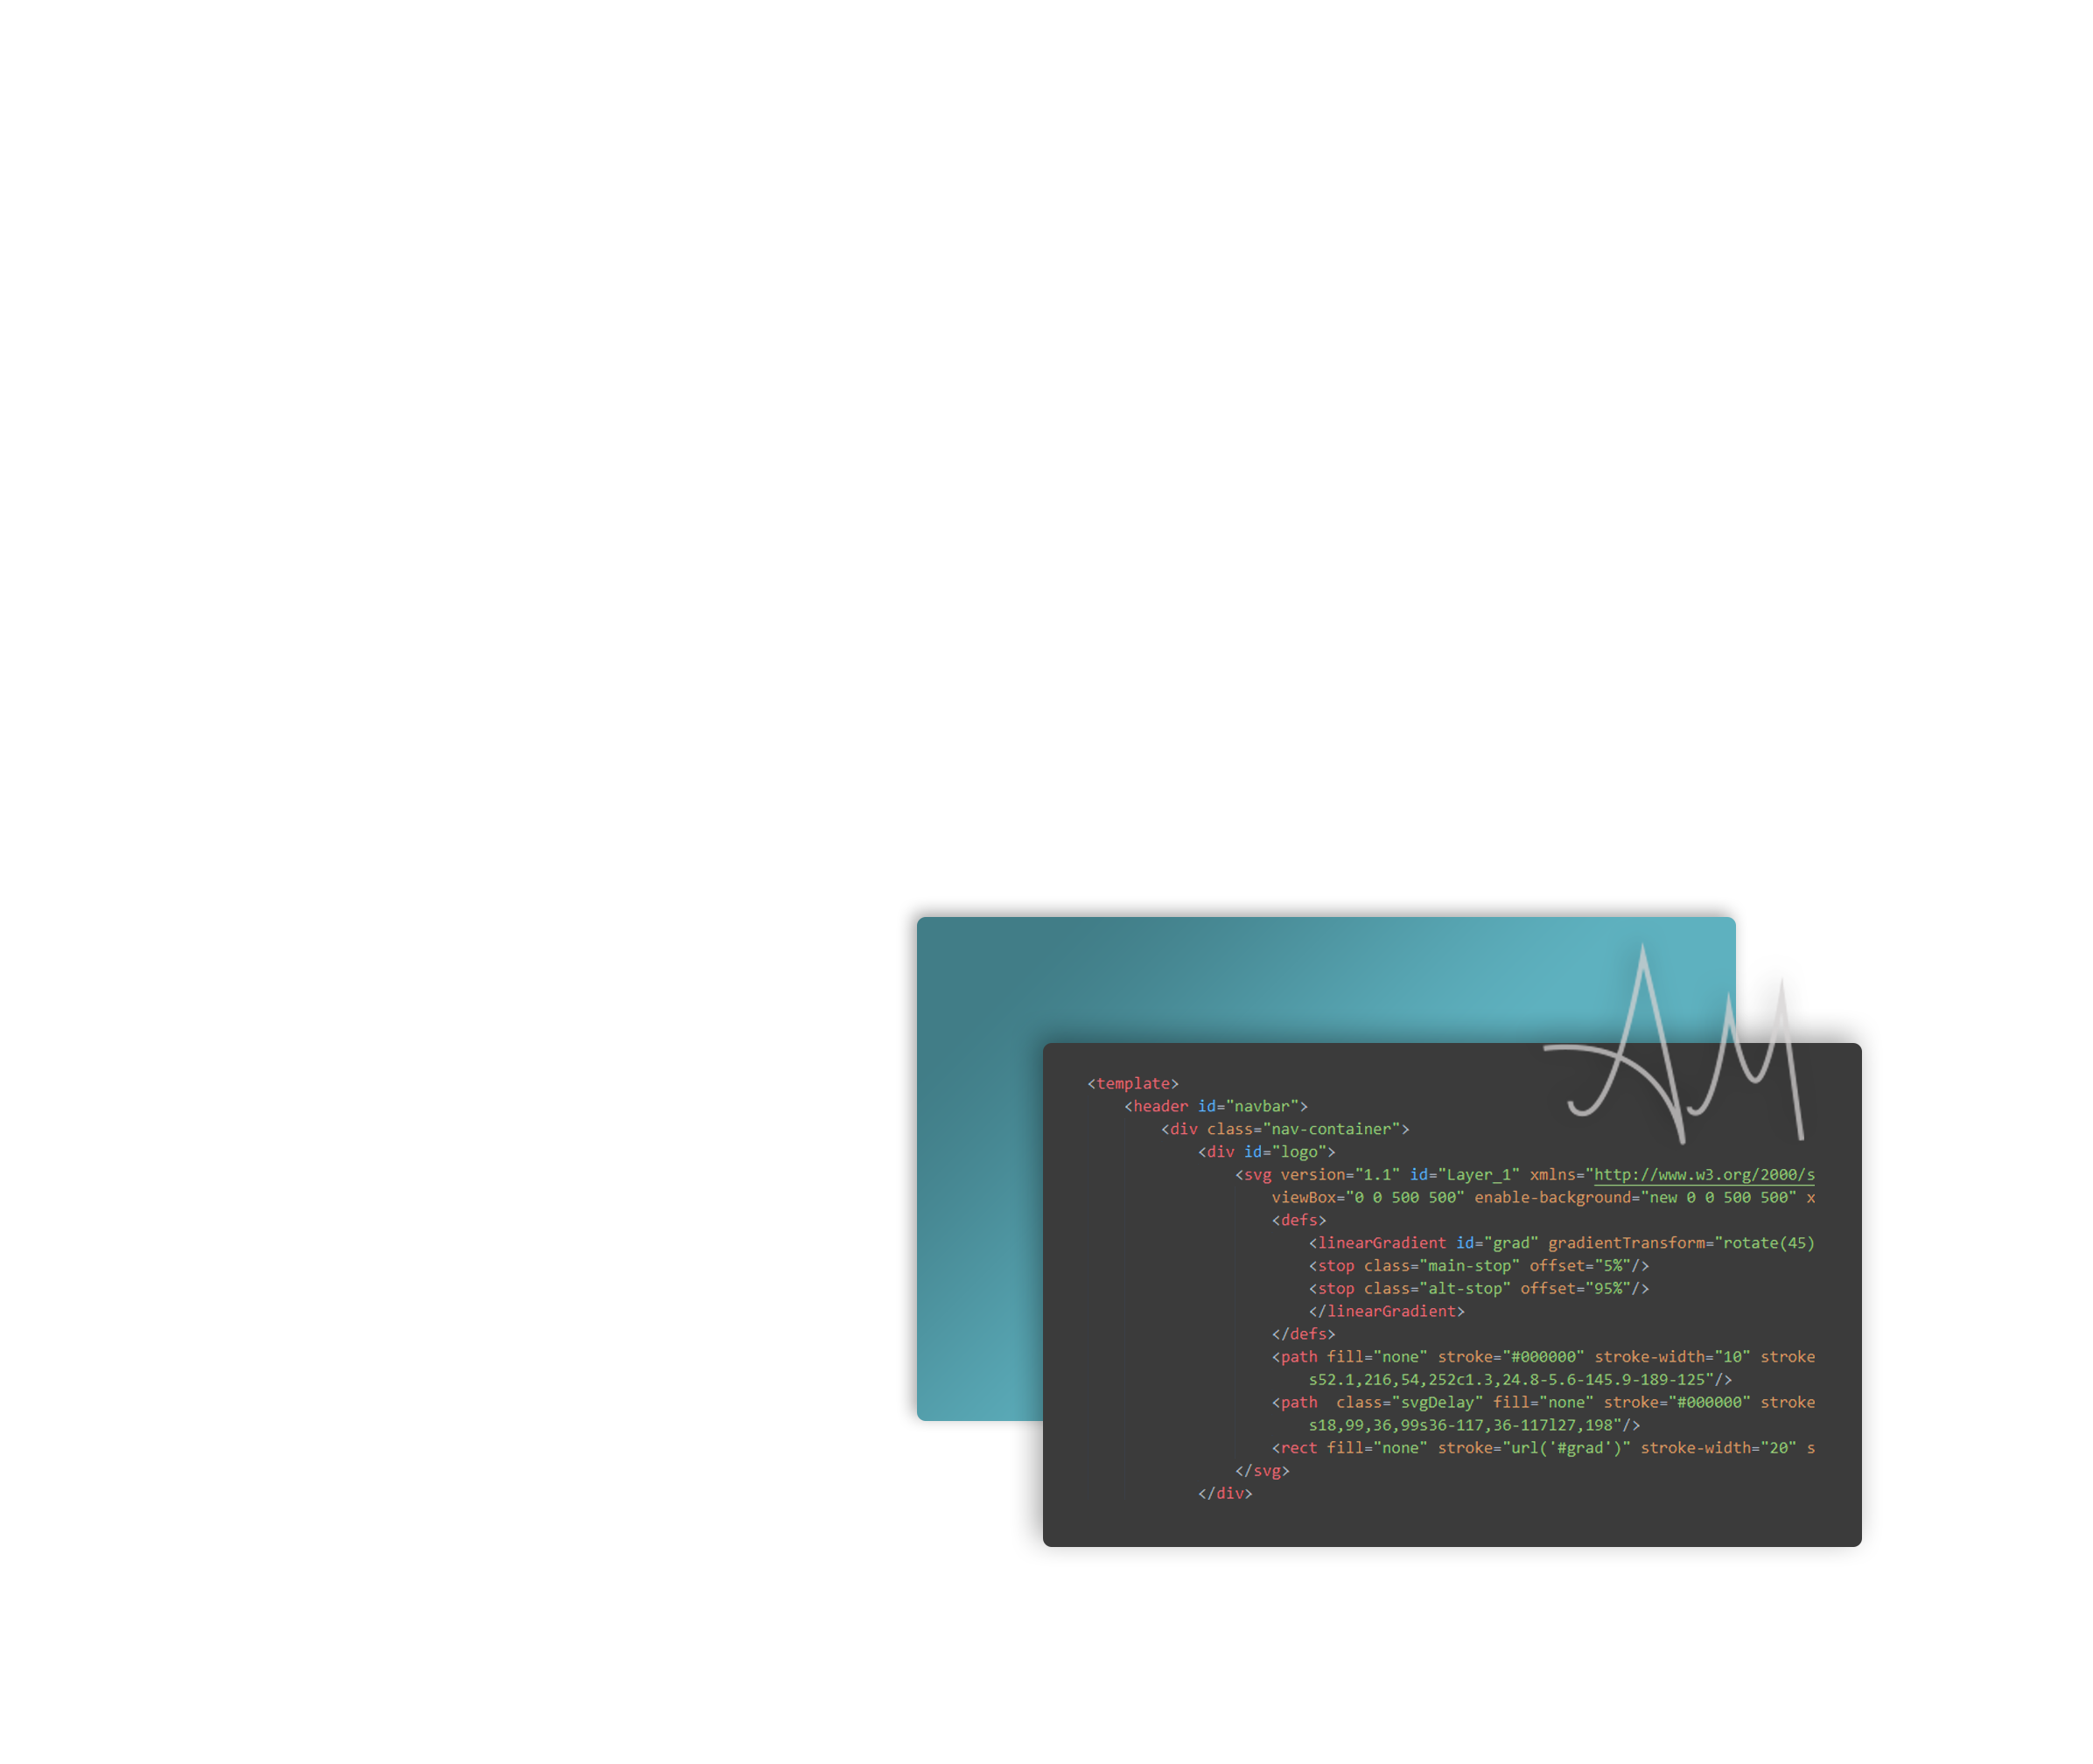 AM
<template>
<header id="navbar">
<div class="nav-container">
<div id="logo">
<svg version="1.1" id="Layer_1" xmlns="http://www.w3.org/2000/s
viewBox="0 0 500 500" enable-background="new 0 0 500 500" x
<defs>
<linearGradient id="grad" gradientTransform="rotate(45)
<stop class="main-stop" offset="5%"/>
<stop class="alt-stop" offset="95%"/>
</linearGradient>
</defs>
<path fill="none" stroke="#000000" stroke-width="10" stroke
s52.1,216,54,252c1.3,24.8-5.6-145.9-189-125"/>
<path  class="svgDelay" fill="none" stroke="#000000" stroke
s18,99,36,99s36-117,36-117l27,198"/>
<rect fill="none" stroke="url('#grad')" stroke-width="20" s
</svg>
</div>